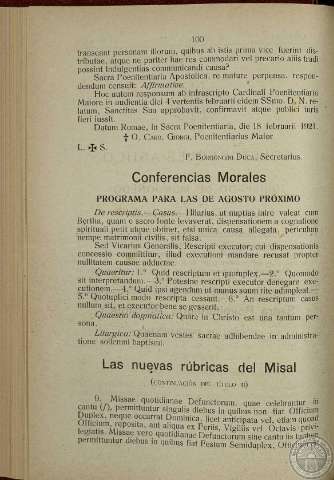 100
transeant personam illorum, quibus ab istis prima vice fuerint dis-
tributae, atque ne pariter hae res commodari vel precario aliis tradi
possint indulgentias communicandi causa?
Sacra Poenitentiaria Apostolica, re mature perpensa, respon-
dendum censuit: Affirmative.
Hoc autem responsum ab infrascripto Cardinali Poenitentiario
Maiore in audientia diei 4 vertentis februarii eidem SSmo. D. N. re-
latum, Sanctitas Sua approbavit, confirmavit atque publici iuris
fieri iussit.
Datum Romae, in Sacra Poenitentiaria, die 18 februarii 1921.
✠ O. Card. Giorgi, Poenitentiarius Maior
L. ✠ S.
F. Borgongini Duca, Secretarius
Conferencias Morales
PROGRAMA PARA LAS DE AGOSTO PRÓXIMO
De rescriptis.—Casus.—Hilarius, ut nuptias inire valeat cum
Bertha, quam e sacro fonte levaverat, dispensationem a cognatione
spirituali petit atque obtinet, etsi unica causa allegata, periculum
nempe matrimonii civilis, sit falsa.
Sed Vicarius Generalis, Rescripti executor, cui dispensationis
concessio committitur, illud executioni mandare recusat propter
nullitatem causae adductae.
Quaeritur: 1.º Quid rescriptum et quotuplex.—2.º Quomodo
sit interpretandum.—3.º Potestne rescripti executor denegare exe-
cutionem.—4.º Quid ipsi agendum ut munus suum rite adimpleat.—
5.º Quotuplici modo rescripta cessant.—6.º An rescriptum casus
nullum sit, et executor bene se gesserit.
Quaestio dogmatica: Quare in Christo est una tantum per-
sona.
Liturgica: Quaenam vestes sacrae adhibendae in administra-
tione solemni baptismi.
Las nuevas rúbricas del Misal
(CONTINUACIÓN DEL TÍTULO II)
6. Missae quotidianae Defunctorum, quae celebrantur in
cantu (/), permittuntur singulis diebus in quibus non fiat Officium
Duplex, neque occurrat Dominica, licet anticipata vel, etiam quoad
Officium, reposita, aut aliqua ex Feriis, Vigiliis vel Octavis privi-
legiatis. Missae vero quotidianae Defunctorum sine cantu iis tantum
permittuntur diebus in quibus fiat Festum Semiduplex, Officium